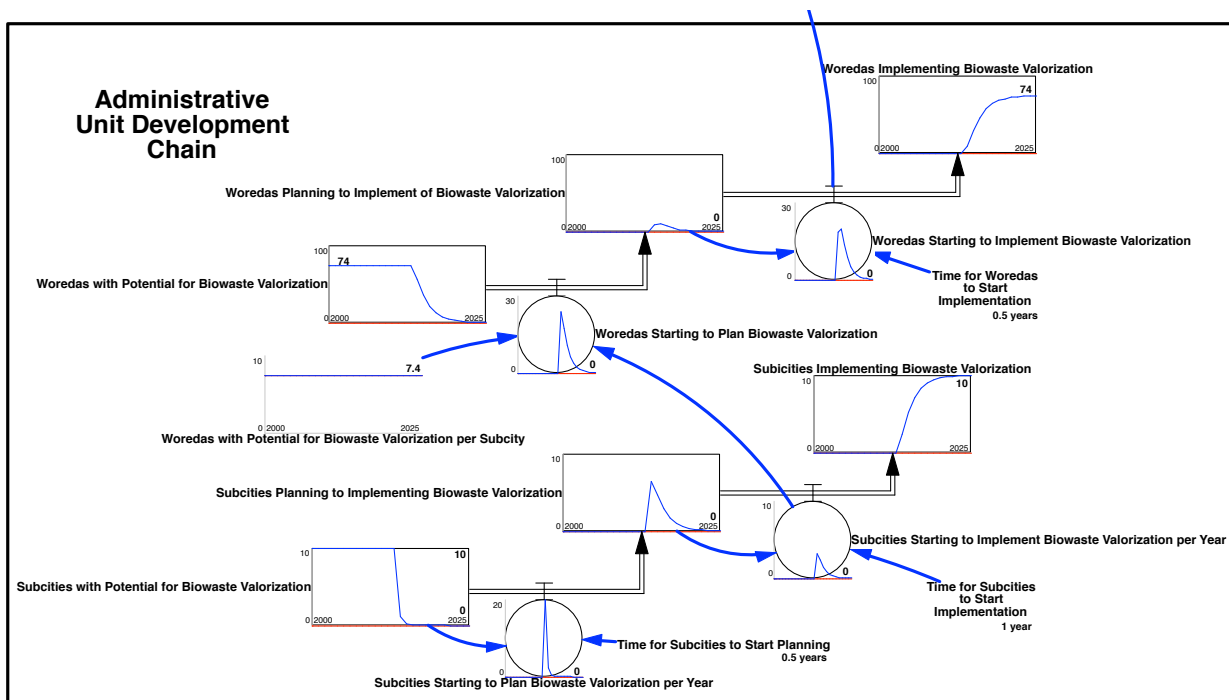 Administrative
Unit Development
Chain
Woredas Implementing Biowaste Valorization
100
74
0 2000
2025
Woredas Planning to Implement of Biowaste Valorization
100
0
0 2000
2025
30
0
0
Woredas Starting to Implement Biowaste Valorization
Time for Woredas
to Start
Implementation
0.5 years
Woredas with Potential for Biowaste Valorization
100
74
0 2000
2025
30
0
0
Woredas Starting to Plan Biowaste Valorization
10
7.4
0 2000
2025
Woredas with Potential for Biowaste Valorization per Subcity
Subcities Implementing Biowaste Valorization
10
10
0 2000
2025
Subcities Planning to Implementing Biowaste Valorization
10
0
0 2000
2025
10
0
0
Subcities Starting to Implement Biowaste Valorization per Year
Time for Subcities
to Start
Implementation
1 year
Subcities with Potential for Biowaste Valorization
10
10
0
0 2000
2025
20
0
0
Time for Subcities to Start Planning
0.5 years
Subcities Starting to Plan Biowaste Valorization per Year